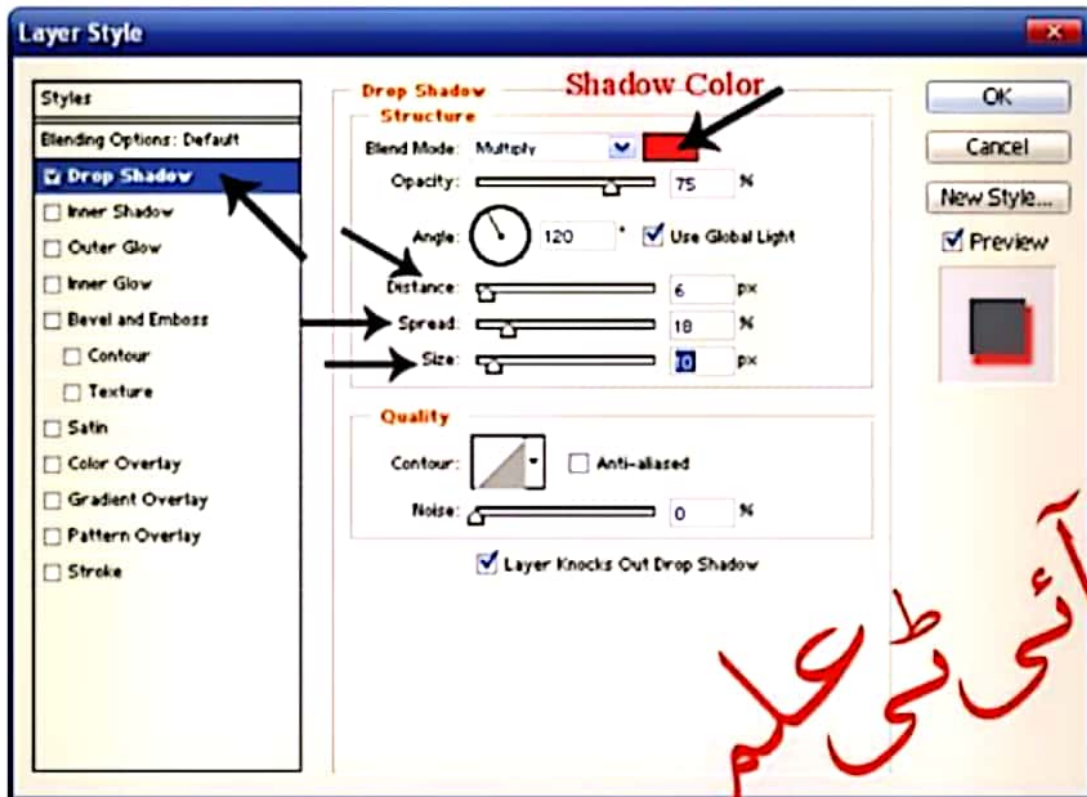 Layer Style
Styles
Blending Options: Default
Drop Shadow
Inner Shadow
Outer Glow
Inner Glow
Bevel and Emboss
Contour
Texture
Satin
Color Overlay
Gradient Overlay
Pattern Overlay
Stroke
Drop Shadow
Shadow Color
Structure
Blend Mode: Multiply
Opacity: 75 %
Angle: 120 ° Use Global Light
Distance: 6 px
Spread: 18 %
Size: 10 px
Quality
Contour: Anti-aliased
Noise: 0 %
Layer Knocks Out Drop Shadow
OK
Cancel
New Style...
Preview
آئی ٹی علم